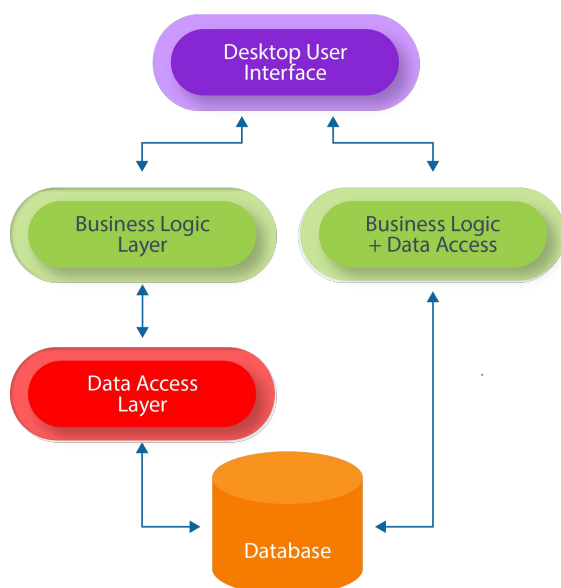 Desktop User
Interface
Business Logic
Layer
Business Logic
+ Data Access
Data Access
Layer
Database